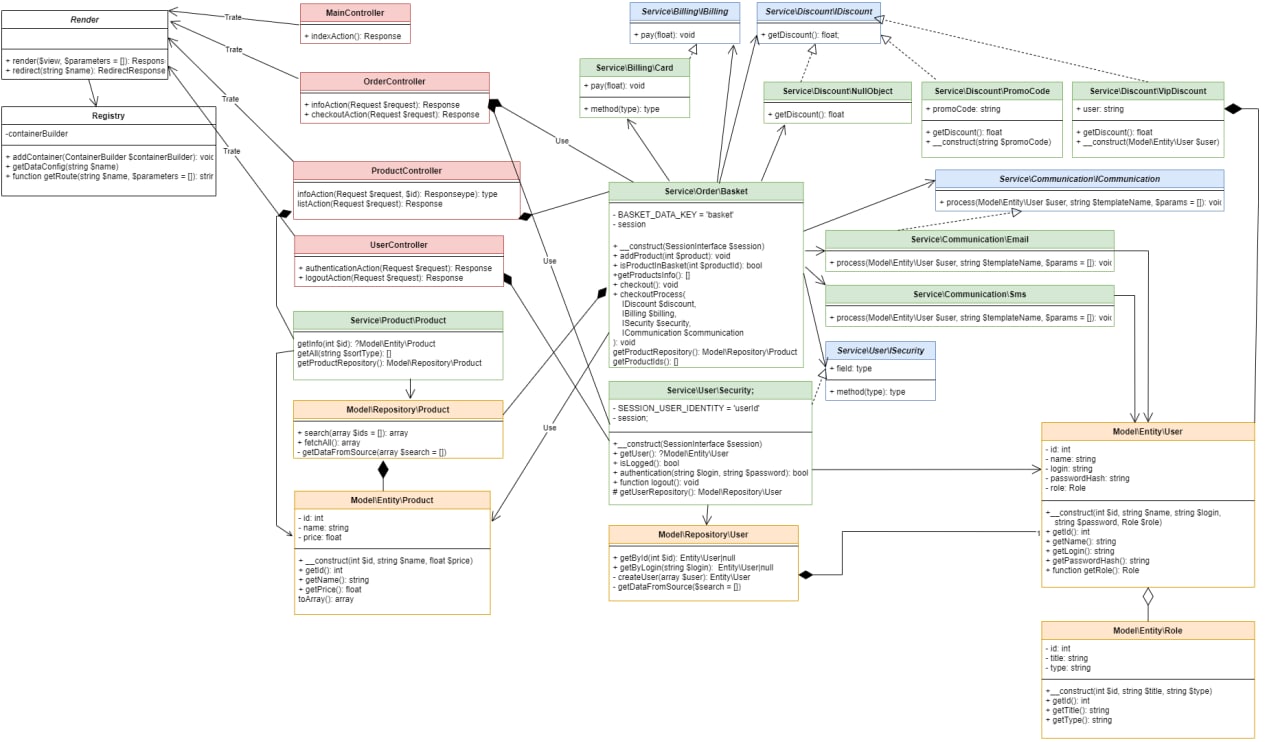 Render
+ render($view, $parameters = []): Respons
+ redirect(string $name): RedirectResponse
Registry
-containerBuilder
+ addContainer(ContainerBuilder $containerBuilder): voic
+ getDataConfig(string $name)
+ function getRoute(string $name, $parameters = []): strir
Trate
Trate
Trate
Trate
MainController
+ indexAction(): Response
OrderController
+ infoAction(Request $request): Response
+ checkoutAction(Request $request): Response
ProductController
infoAction(Request $request, $id): Responseype): type
listAction(Request $request): Response
UserController
+ authenticationAction(Request $request): Response
+ logoutAction(Request $request): Response
Service\Product\Product
getInfo(int $id): ?Model\Entity\Product
getAll(string $sortType): []
getProductRepository(): Model\Repository\Product
Model\Repository\Product
+ search(array $ids = []): array
+ fetchAll(): array
- getDataFromSource(array $search = [])
Model\Entity\Product
- id: int
- name: string
- price: float
+ __construct(int $id, string $name, float $price)
+ getId(): int
+ getName(): string
+ getPrice(): float
toArray(): array
Use
Use
Use
Service\Billing\IBilling
+ pay(float): void
Service\Discount\IDiscount
+ getDiscount(): float;
Service\Billing\Card
+ pay(float): void
+ method(type): type
Service\Discount\NullObject
+ getDiscount(): float
Service\Discount\PromoCode
+ promoCode: string
+ getDiscount(): float
+ __construct(string $promoCode)
Service\Discount\VipDiscount
+ user: string
+ getDiscount(): float
+ __construct(Model\Entity\User $user)
Service\Order\Basket
- BASKET_DATA_KEY = 'basket'
- session
+ __construct(SessionInterface $session)
+ addProduct(int $product): void
+ isProductInBasket(int $productId): bool
+getProductsInfo(): []
+ checkout(): void
+ checkoutProcess(
IDiscount $discount,
IBilling $billing,
ISecurity $security,
ICommunication $communication
): void
getProductRepository(): Model\Repository\Product
getProductIds(): []
Service\Communication\ICommunication
+ process(Model\Entity\User $user, string $templateName, $params = []): voic
Service\Communication\Email
+ process(Model\Entity\User $user, string $templateName, $params = []): voic
Service\Communication\Sms
+ process(Model\Entity\User $user, string $templateName, $params = []): voic
Service\User\ISecurity
+ field: type
+ method(type): type
Service\User\Security;
- SESSION_USER_IDENTITY = 'userId'
- session;
+__construct(SessionInterface $session)
+ getUser(): ?Model\Entity\User
+ isLogged(): bool
+ authentication(string $login, string $password): bool
+ function logout(): void
# getUserRepository(): Model\Repository\User
Model\Repository\User
+ getById(int $id): Entity\User|null
+ getByLogin(string $login): Entity\User|null
- createUser(array $user): Entity\User
- getDataFromSource($search = [])
Model\Entity\User
- id: int
- name: string
- login: string
- passwordHash: string
- role: Role
+__construct(int $id, string $name, string $login,
string $password, Role $role)
+ getId(): int
+ getName(): string
+ getLogin(): string
+ getPasswordHash(): string
+ function getRole(): Role
Model\Entity\Role
- id: int
- title: string
- type: string
+__construct(int $id, string $title, string $type)
+ getId(): int
+ getTitle(): string
+ getType(): string